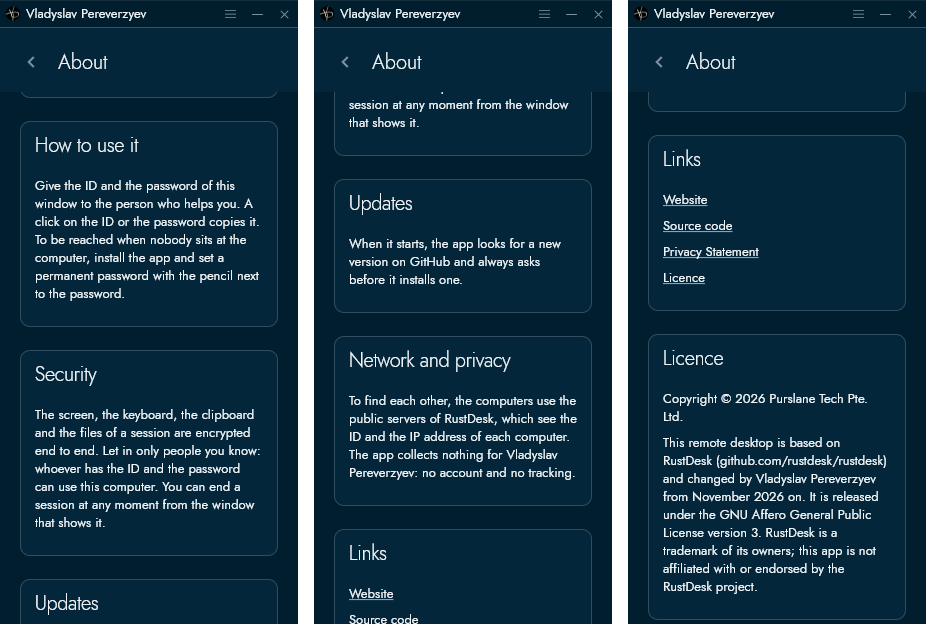 Vladyslav Pereverzyev
About
How to use it
Give the ID and the password of this
window to the person who helps you. A
click on the ID or the password copies it.
To be reached when nobody sits at the
computer, install the app and set a
permanent password with the pencil next
to the password.
Security
The screen, the keyboard, the clipboard
and the files of a session are encrypted
end to end. Let in only people you know:
whoever has the ID and the password
can use this computer. You can end a
session at any moment from the window
that shows it.
Updates
Vladyslav Pereverzyev
About
session at any moment from the window
that shows it.
Updates
When it starts, the app looks for a new
version on GitHub and always asks
before it installs one.
Network and privacy
To find each other, the computers use the
public servers of RustDesk, which see the
ID and the IP address of each computer.
The app collects nothing for Vladyslav
Pereverzyev: no account and no tracking.
Links
Website
Source code
Vladyslav Pereverzyev
About
Links
Website
Source code
Privacy Statement
Licence
Licence
Copyright © 2026 Purslane Tech Pte.
Ltd.
This remote desktop is based on
RustDesk (github.com/rustdesk/rustdesk)
and changed by Vladyslav Pereverzyev
from November 2026 on. It is released
under the GNU Affero General Public
License version 3. RustDesk is a
trademark of its owners; this app is not
affiliated with or endorsed by the
RustDesk project.